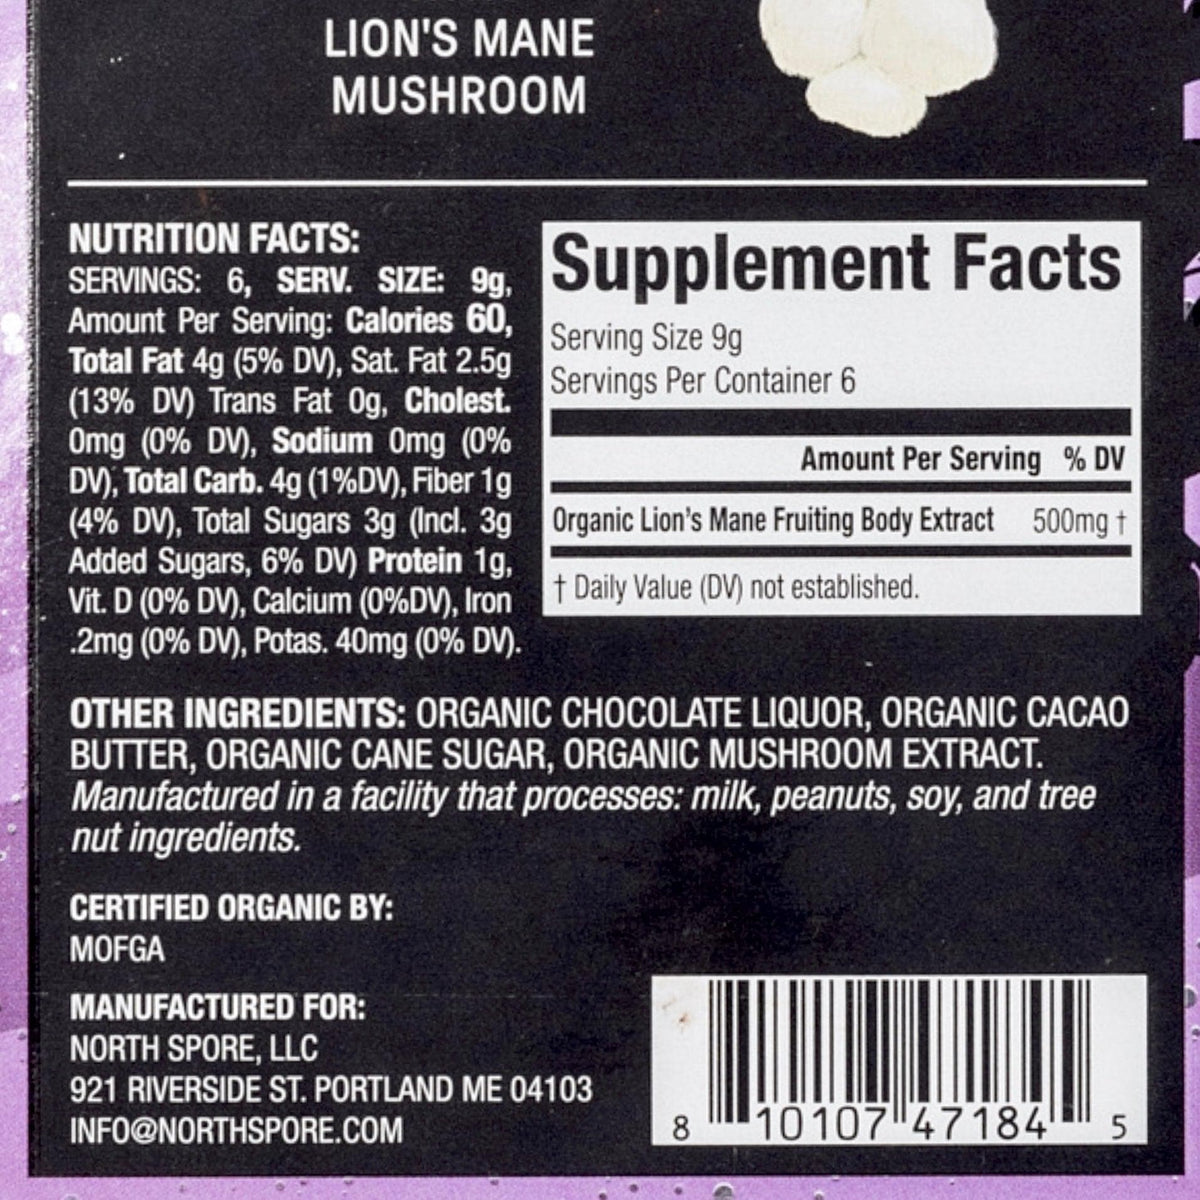 LION'S MANE
MUSHROOM
NUTRITION FACTS:
SERVINGS: 6, SERV. SIZE: 9g,
Amount Per Serving: Calories 60,
Total Fat 4g (5% DV), Sat. Fat 2.5g
(13% DV) Trans Fat 0g, Cholest.
0mg (0% DV), Sodium 0mg (0%
DV), Total Carb. 4g (1%DV), Fiber 1g
(4% DV), Total Sugars 3g (Incl. 3g
Added Sugars, 6% DV) Protein 1g,
Vit. D (0% DV), Calcium (0%DV), Iron
.2mg (0% DV), Potas. 40mg (0% DV).
Supplement Facts
Serving Size 9g
Servings Per Container 6
Amount Per Serving % DV
Organic Lion's Mane Fruiting Body Extract 500mg †
† Daily Value (DV) not established.
OTHER INGREDIENTS: ORGANIC CHOCOLATE LIQUOR, ORGANIC CACAO
BUTTER, ORGANIC CANE SUGAR, ORGANIC MUSHROOM EXTRACT.
Manufactured in a facility that processes: milk, peanuts, soy, and tree
nut ingredients.
CERTIFIED ORGANIC BY:
MOFGA
MANUFACTURED FOR:
NORTH SPORE, LLC
921 RIVERSIDE ST. PORTLAND ME 04103
INFO@NORTHSPORE.COM
8 10107 47184 5